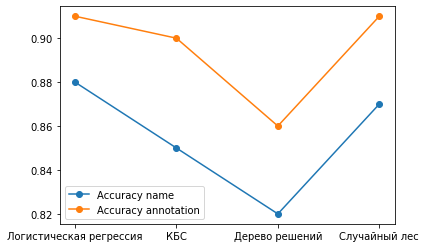 0.90
0.88
0.86
0.84
0.82
Accuracy name
Accuracy annotation
Логистическая регрессия
КБС
Дерево решений
Случайный лес